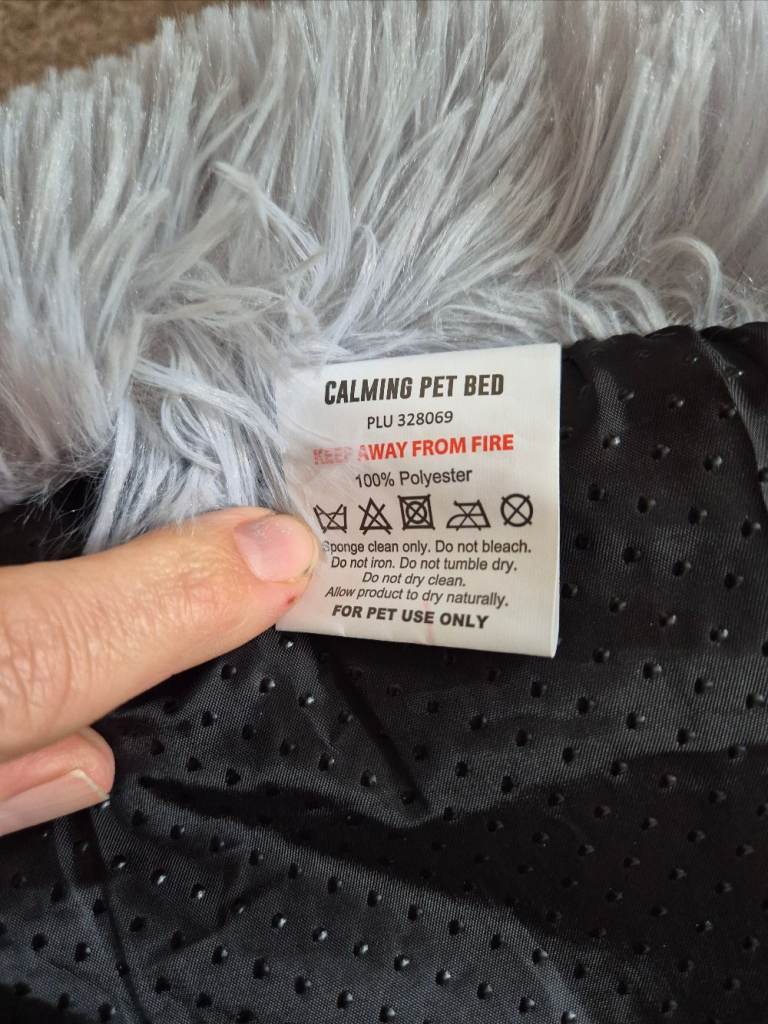 CALMING PET BED
PLU 328069
KEEP AWAY FROM FIRE
100% Polyester
Sponge clean only. Do not bleach.
Do not iron. Do not tumble dry.
Do not dry clean.
Allow product to dry naturally.
FOR PET USE ONLY